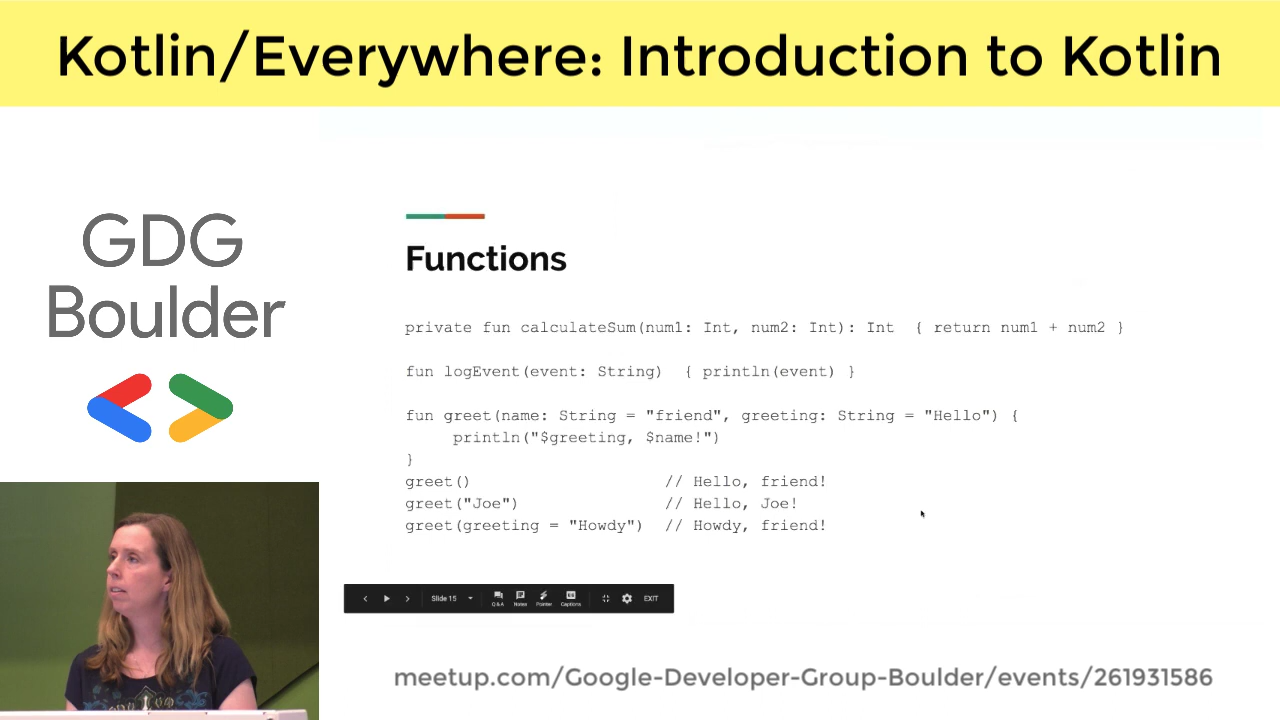 Kotlin/Everywhere: Introduction to Kotlin
GDG
Boulder
Functions
private fun calculateSum(num1: Int, num2: Int): Int  { return num1 + num2 }
fun logEvent(event: String)  { println(event) }
fun greet(name: String = "friend", greeting: String = "Hello") {
     println("$greeting, $name!")
}
greet()                    // Hello, friend!
greet("Joe")               // Hello, Joe!
greet(greeting = "Howdy")  // Howdy, friend!
Slide 15
Q&A
Notes
Pointer
Captions
EXIT
meetup.com/Google-Developer-Group-Boulder/events/261931586